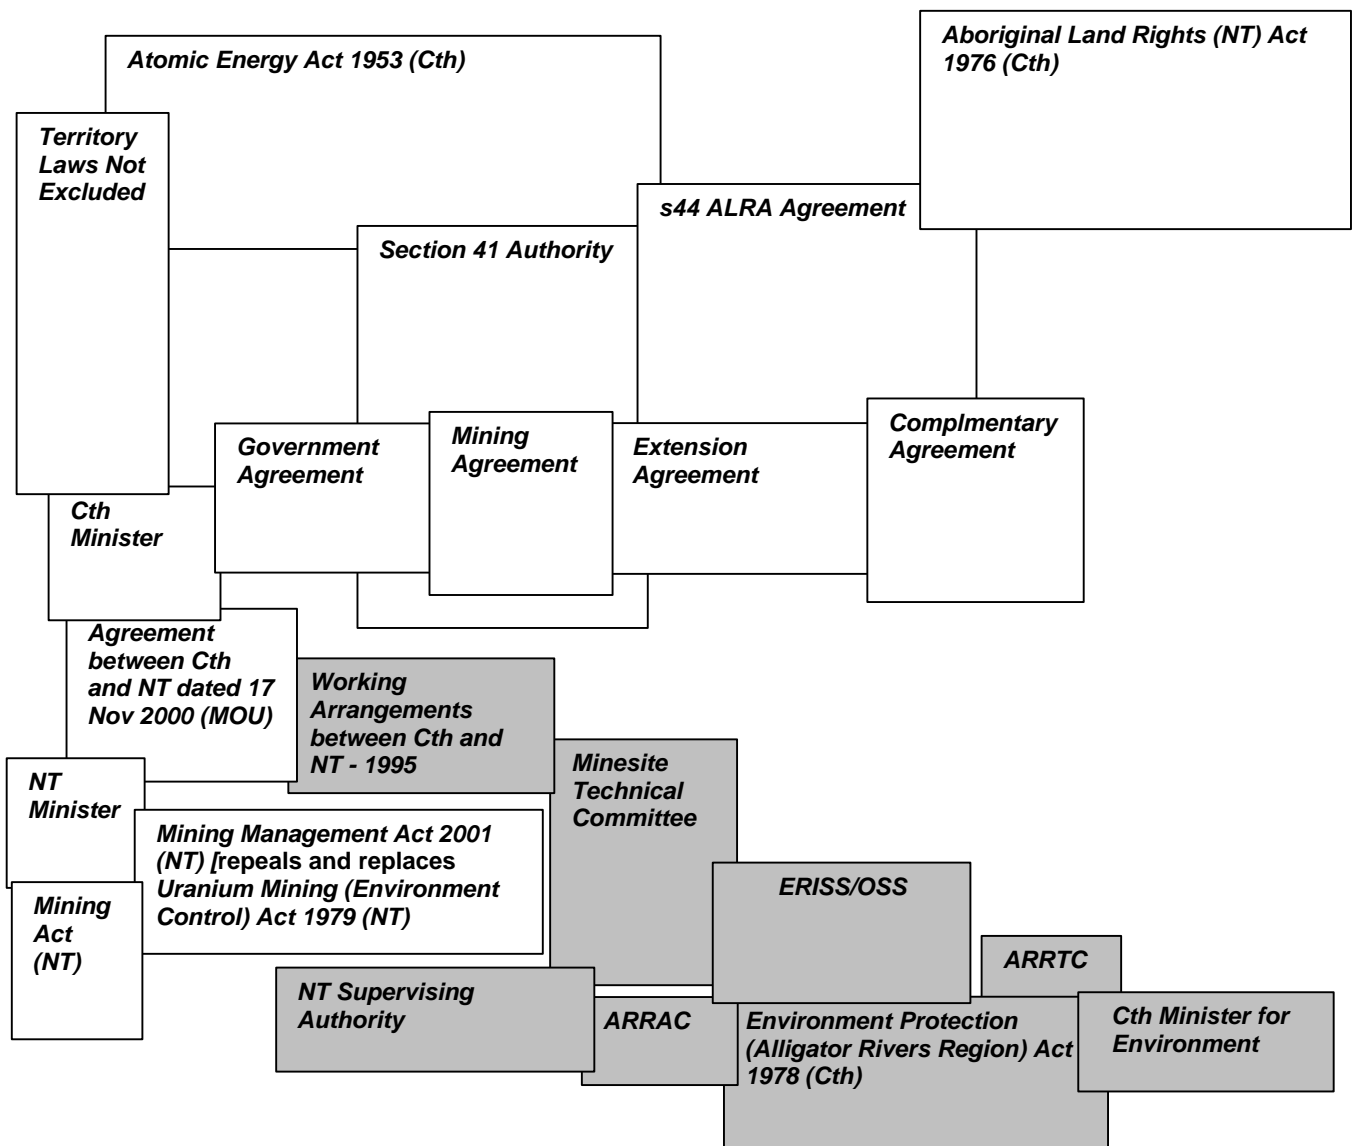 Atomic Energy Act 1953 (Cth)
Aboriginal Land Rights (NT) Act
1976 (Cth)
Territory
Laws Not
Excluded
s44 ALRA Agreement
Section 41 Authority
Government
Agreement
Mining
Agreement
Extension
Agreement
Complmentary
Agreement
Cth
Minister
Agreement
between Cth
and NT dated 17
Nov 2000 (MOU)
Working
Arrangements
between Cth and
NT - 1995
Minesite
Technical
Committee
NT
Minister
Mining Management Act 2001
(NT) [repeals and replaces
Uranium Mining (Environment
Control) Act 1979 (NT)
Mining
Act
(NT)
ERISS/OSS
ARRTC
NT Supervising
Authority
ARRAC
Environment Protection
(Alligator Rivers Region) Act
1978 (Cth)
Cth Minister for
Environment